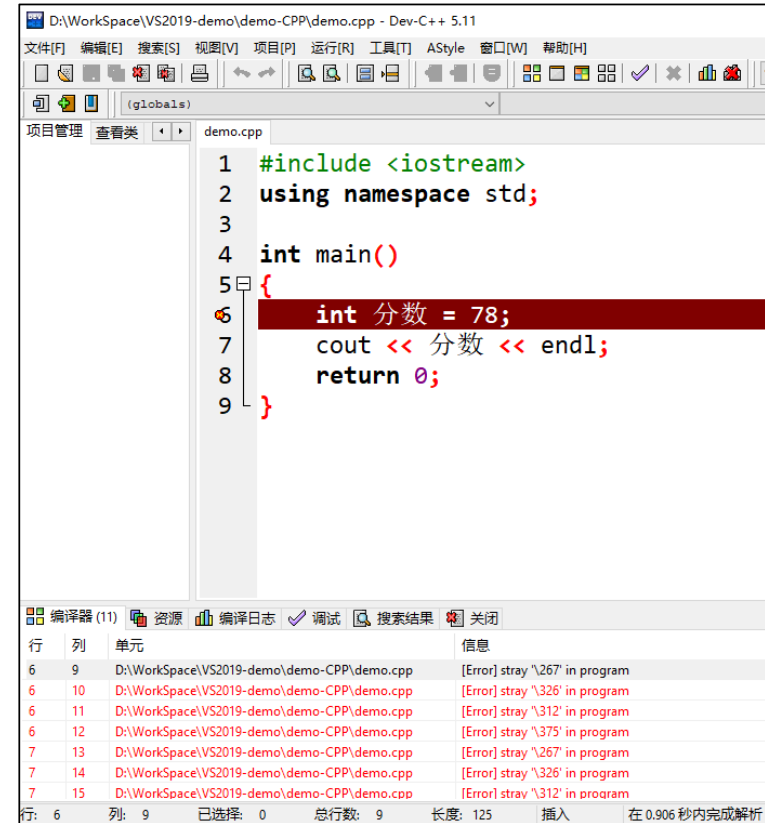 D:\WorkSpace\VS2019-demo\demo-CPP\demo.cpp - Dev-C++ 5.11
文件[F] 编辑[E] 搜索[S] 视图[V] 项目[P] 运行[R] 工具[T] AStyle 窗口[W] 帮助[H]
(globals)
项目管理 查看类 demo.cpp
1 #include <iostream>
2 using namespace std;
3
4 int main()
5 {
6 int 分数 = 78;
7 cout << 分数 << endl;
8 return 0;
9 }
编译器 (11) 资源 编译日志 调试 搜索结果 关闭
行 列 单元 信息
6 9 D:\WorkSpace\VS2019-demo\demo-CPP\demo.cpp [Error] stray '\267' in program
6 10 D:\WorkSpace\VS2019-demo\demo-CPP\demo.cpp [Error] stray '\326' in program
6 11 D:\WorkSpace\VS2019-demo\demo-CPP\demo.cpp [Error] stray '\312' in program
6 12 D:\WorkSpace\VS2019-demo\demo-CPP\demo.cpp [Error] stray '\375' in program
7 13 D:\WorkSpace\VS2019-demo\demo-CPP\demo.cpp [Error] stray '\267' in program
7 14 D:\WorkSpace\VS2019-demo\demo-CPP\demo.cpp [Error] stray '\326' in program
7 15 D:\WorkSpace\VS2019-demo\demo-CPP\demo.cpp [Error] stray '\312' in program
行: 6 列: 9 已选择: 0 总行数: 9 长度: 125 插入 在 0.906 秒内完成解析